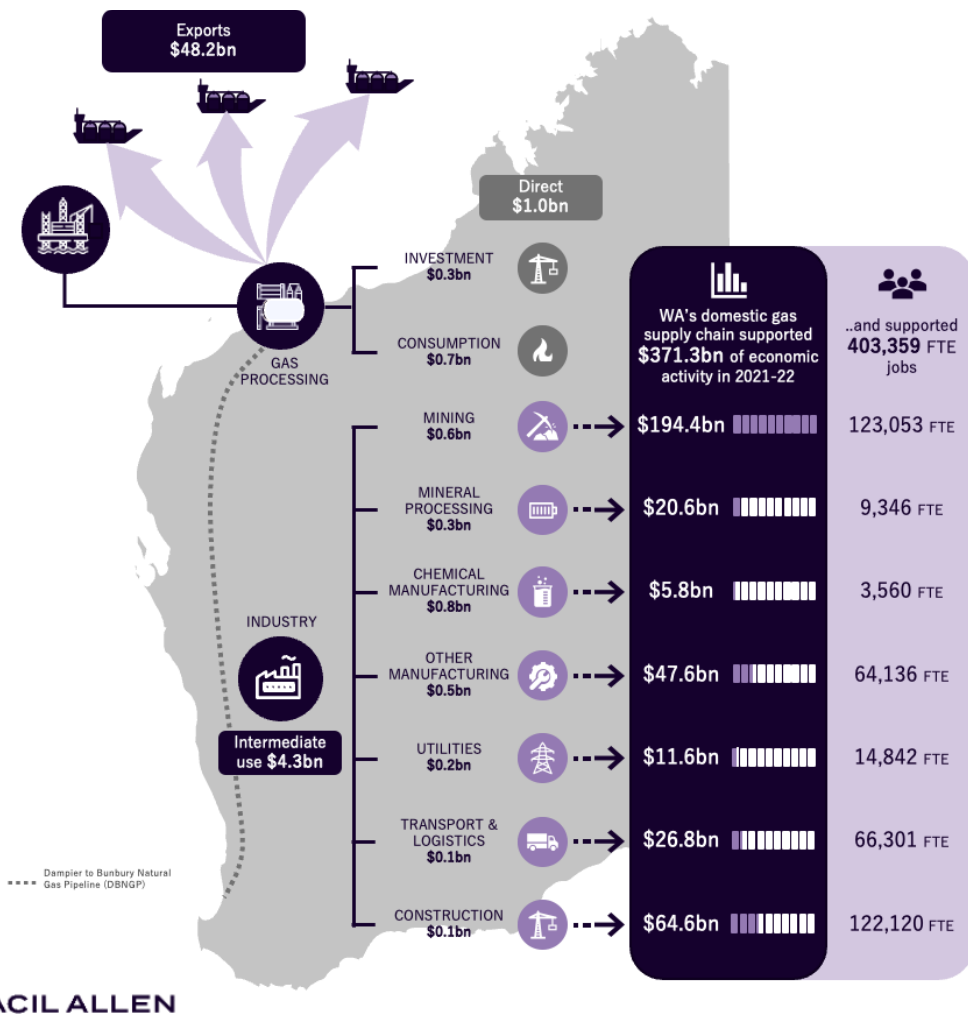 Exports
$48.2bn
Direct
$1.0bn
INVESTMENT
$0.3bn
CONSUMPTION
$0.7bn
GAS
PROCESSING
WA's domestic gas
supply chain supported
$371.3bn of economic
activity in 2021-22
..and supported
403,359 FTE
jobs
MINING
$0.6bn
$194.4bn
123,053 FTE
MINERAL
PROCESSING
$0.3bn
$20.6bn
9,346 FTE
CHEMICAL
MANUFACTURING
$0.8bn
$5.8bn
3,560 FTE
INDUSTRY
OTHER
MANUFACTURING
$0.5bn
$47.6bn
64,136 FTE
Intermediate
use $4.3bn
UTILITIES
$0.2bn
$11.6bn
14,842 FTE
TRANSPORT &
LOGISTICS
$0.1bn
$26.8bn
66,301 FTE
Dampier to Bunbury Natural
Gas Pipeline (DBNGP)
CONSTRUCTION
$0.1bn
$64.6bn
122,120 FTE
ACIL ALLEN